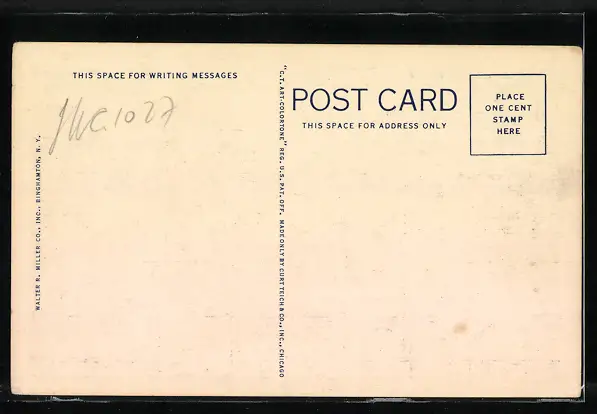 THIS SPACE FOR WRITING MESSAGES
WALTER R. MILLER CO., INC., BINGHAMTON, N. Y.
"C.T. ART-COLORTONE" REG. U.S. PAT. OFF. MADE ONLY BY CURT TEICH & CO., INC., CHICAGO
POST CARD
THIS SPACE FOR ADDRESS ONLY
PLACE
ONE CENT
STAMP
HERE